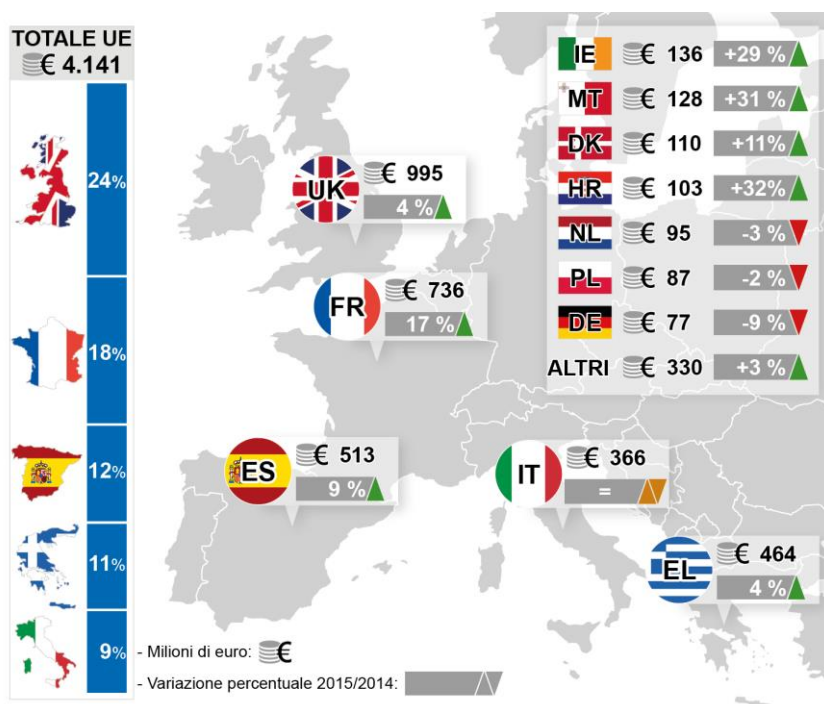 TOTALE UE
€ 4.141
24%
18%
12%
11%
9%
UK
€ 995
4 %
FR
€ 736
17 %
ES
€ 513
9 %
IT
€ 366
=
EL
€ 464
4 %
IE € 136 +29 %
MT € 128 +31 %
DK € 110 +11%
HR € 103 +32%
NL € 95 -3 %
PL € 87 -2 %
DE € 77 -9 %
ALTRI € 330 +3 %
- Milioni di euro: €
- Variazione percentuale 2015/2014: